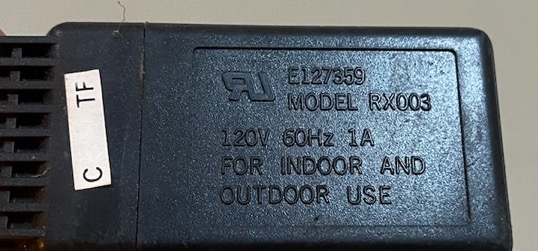 E127359
MODEL RX003
120V 60Hz 1A
FOR INDOOR AND
OUTDOOR USE
C TF